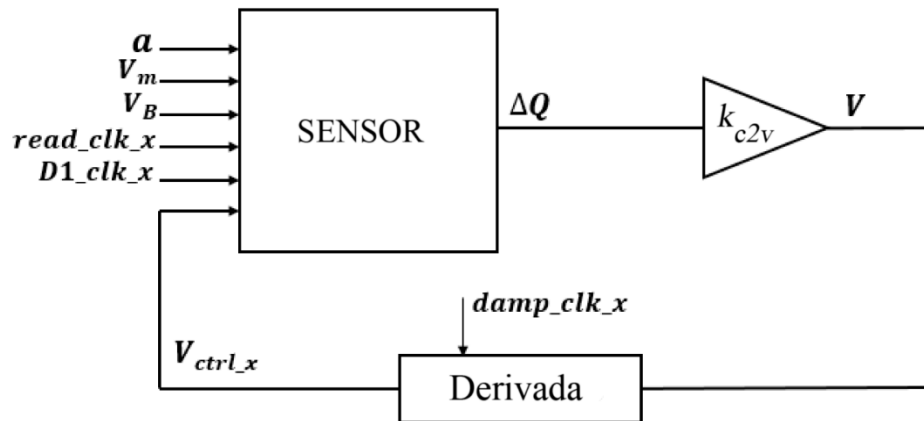 a
V_m
V_B
read_clk_x
D1_clk_x
SENSOR
ΔQ
k_c2v
V
damp_clk_x
V_ctrl_x
Derivada